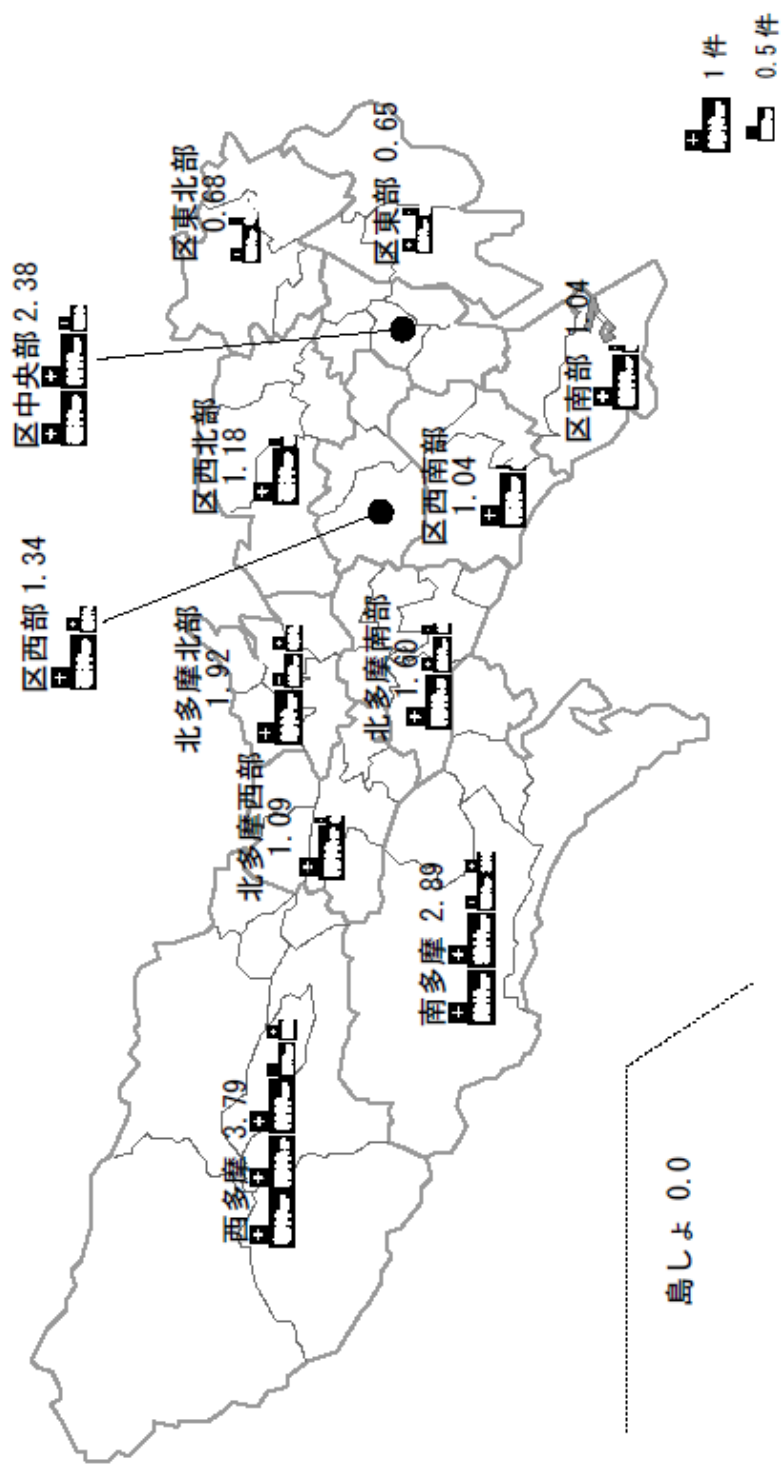 区中央部 2.38
区西部 1.34
区東北部
0.68
区西北部
1.18
北多摩北部
1.92
北多摩西部
1.09
西多摩 3.79
区東部 0.65
区西南部
1.04
北多摩南部
1.60
南多摩 2.89
区南部 1.04
島しょ 0.0
1件
0.5件